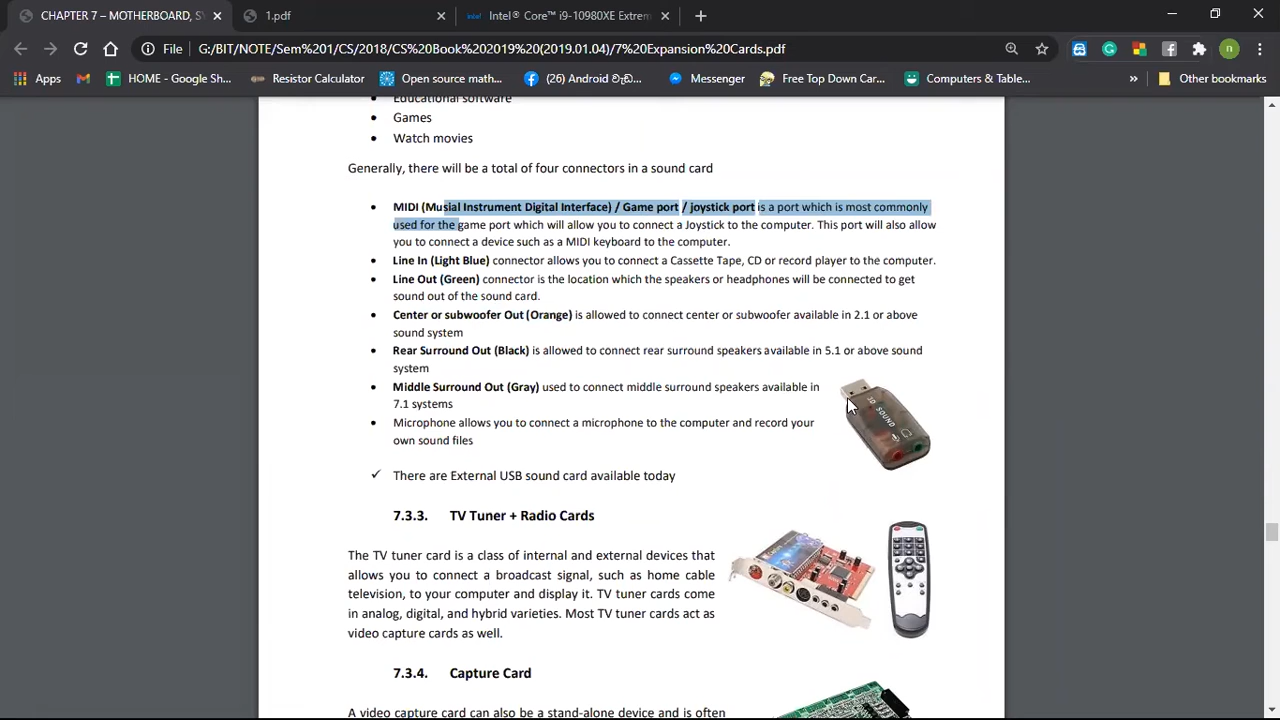 CHAPTER 7 – MOTHERBOARD, SY
1.pdf
Intel® Core™ i9-10980XE Extrem
File
G:/BIT/NOTE/Sem%201/CS/2018/CS%20Book%202019%20(2019.01.04)/7%20Expansion%20Cards.pdf
Apps
HOME - Google Sh...
Resistor Calculator
Open source math...
(26) Android
Messenger
Free Top Down Car...
Computers & Table...
Other bookmarks
• Educational software
• Games
• Watch movies
Generally, there will be a total of four connectors in a sound card
• MIDI (Musial Instrument Digital Interface) / Game port / joystick port is a port which is most commonly
used for the game port which will allow you to connect a Joystick to the computer. This port will also allow
you to connect a device such as a MIDI keyboard to the computer.
• Line In (Light Blue) connector allows you to connect a Cassette Tape, CD or record player to the computer.
• Line Out (Green) connector is the location which the speakers or headphones will be connected to get
sound out of the sound card.
• Center or subwoofer Out (Orange) is allowed to connect center or subwoofer available in 2.1 or above
sound system
• Rear Surround Out (Black) is allowed to connect rear surround speakers available in 5.1 or above sound
system
• Middle Surround Out (Gray) used to connect middle surround speakers available in
7.1 systems
• Microphone allows you to connect a microphone to the computer and record your
own sound files
3D SOUND
✓ There are External USB sound card available today
7.3.3. TV Tuner + Radio Cards
The TV tuner card is a class of internal and external devices that
allows you to connect a broadcast signal, such as home cable
television, to your computer and display it. TV tuner cards come
in analog, digital, and hybrid varieties. Most TV tuner cards act as
video capture cards as well.
7.3.4. Capture Card
A video capture card can also be a stand-alone device and is often